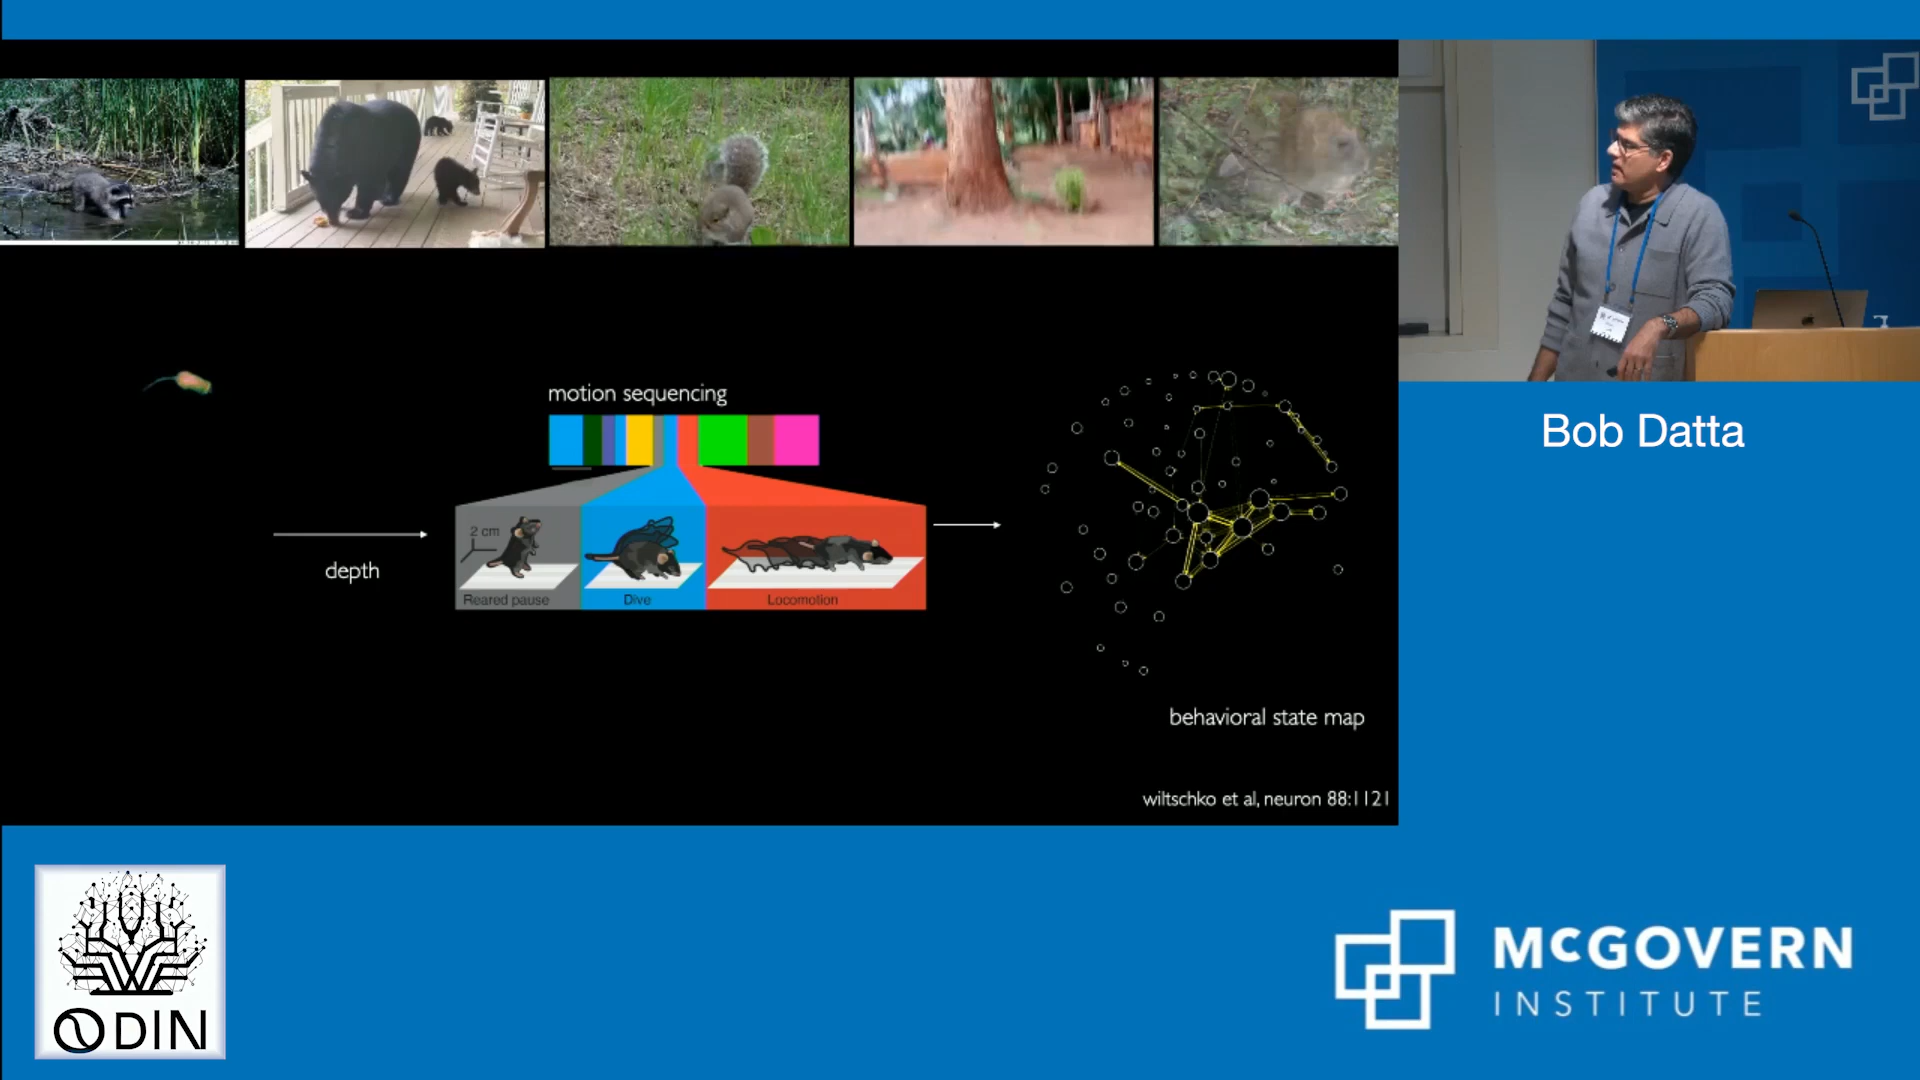 motion sequencing
2 cm
Reared pause
Dive
Locomotion
depth
behavioral state map
wiltschko et al, neuron 88:1121
Bob Datta
ODIN
McGOVERN
INSTITUTE